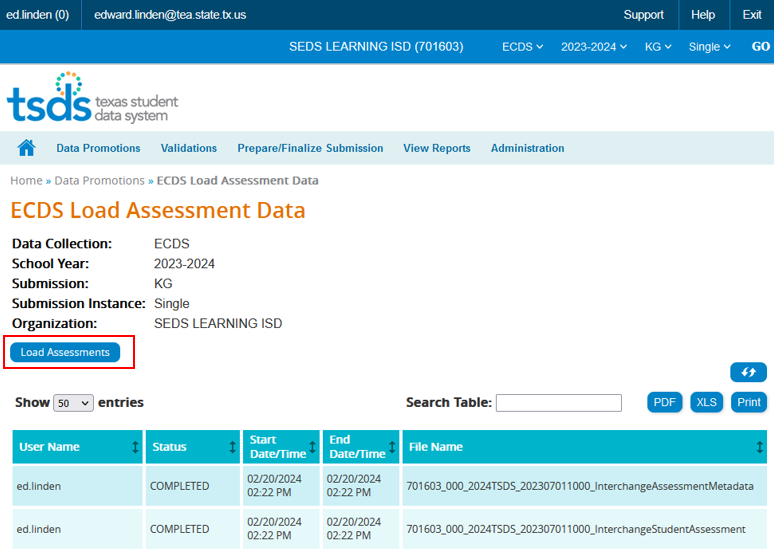 ed.linden (0) edward.linden@tea.state.tx.us Support Help Exit
SEDS LEARNING ISD (701603) ECDS 2023-2024 KG Single GO
tsds texas student
data system
Data Promotions Validations Prepare/Finalize Submission View Reports Administration
Home » Data Promotions » ECDS Load Assessment Data
ECDS Load Assessment Data
Data Collection: ECDS
School Year: 2023-2024
Submission: KG
Submission Instance: Single
Organization: SEDS LEARNING ISD
Load Assessments
Show 50 entries Search Table: PDF XLS Print
User Name Status Start Date/Time End Date/Time File Name
ed.linden COMPLETED 02/20/2024 02:22 PM 02/20/2024 02:22 PM 701603_000_2024TSDS_202307011000_InterchangeAssessmentMetadata
ed.linden COMPLETED 02/20/2024 02:22 PM 02/20/2024 02:22 PM 701603_000_2024TSDS_202307011000_InterchangeStudentAssessment